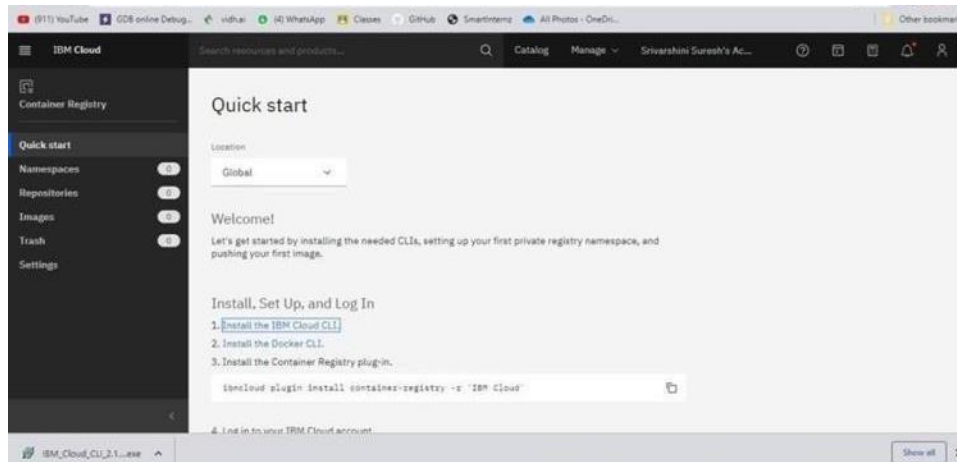 (911) YouTube GDB online Debug... vidhai (4) WhatsApp Classes GitHub SmartInternz All Photos - OneDri... Other bookmar
IBM Cloud Search resources and products... Catalog Manage Srivarshini Suresh's Ac...
Container Registry
Quick start
Namespaces 0
Repositories 0
Images 0
Trash 0
Settings
Quick start
Location
Global
Welcome!
Let's get started by installing the needed CLIs, setting up your first private registry namespace, and
pushing your first image.
Install, Set Up, and Log In
1. Install the IBM Cloud CLI.
2. Install the Docker CLI.
3. Install the Container Registry plug-in.
ibmcloud plugin install container-registry -r 'IBM Cloud'
4. Log in to your IBM Cloud account.
IBM_Cloud_CLI_2.1....exe Show all